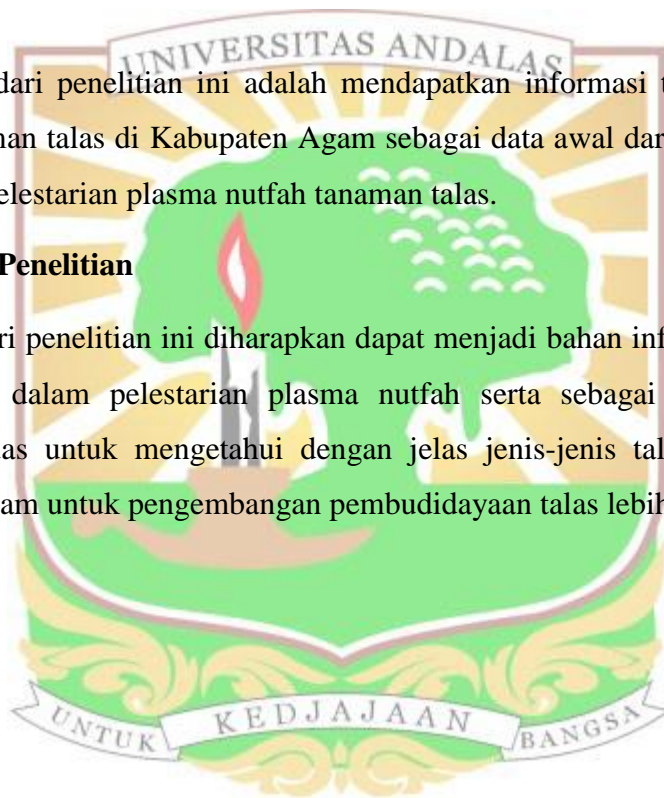 UNIVERSITAS ANDALAS
dari penelitian ini adalah mendapatkan informasi
nan talas di Kabupaten Agam sebagai data awal dar
elestarian plasma nutfah tanaman talas.
Penelitian
ri penelitian ini diharapkan dapat menjadi bahan inf
dalam pelestarian plasma nutfah serta sebagai
as untuk mengetahui dengan jelas jenis-jenis tal
am untuk pengembangan pembudidayaan talas lebih
UNTUK KEDJAJAAN BANGSA